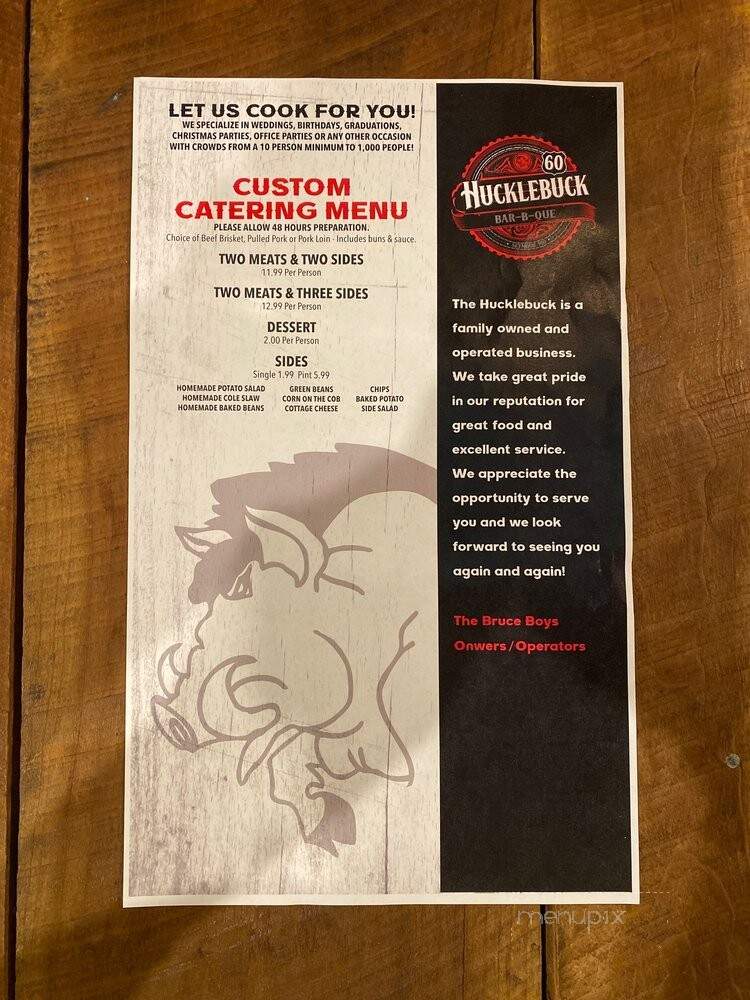 LET US COOK FOR YOU!
WE SPECIALIZE IN WEDDINGS, BIRTHDAYS, GRADUATIONS,
CHRISTMAS PARTIES, OFFICE PARTIES OR ANY OTHER OCCASION
WITH CROWDS FROM A 10 PERSON MINIMUM TO 1,000 PEOPLE!
CUSTOM
CATERING MENU
PLEASE ALLOW 48 HOURS PREPARATION.
Choice of Beef Brisket, Pulled Pork or Pork Loin - Includes buns & sauce.
TWO MEATS & TWO SIDES
11.99 Per Person
TWO MEATS & THREE SIDES
12.99 Per Person
DESSERT
2.00 Per Person
SIDES
Single 1.99 Pint 5.99
HOMEMADE POTATO SALAD
HOMEMADE COLE SLAW
HOMEMADE BAKED BEANS
GREEN BEANS
CORN ON THE COB
COTTAGE CHEESE
CHIPS
BAKED POTATO
SIDE SALAD
60
HUCKLEBUCK
BAR-B-QUE
The Hucklebuck is a
family owned and
operated business.
We take great pride
in our reputation for
great food and
excellent service.
We appreciate the
opportunity to serve
you and we look
forward to seeing you
again and again!
The Bruce Boys
Onwers/Operators
menupix